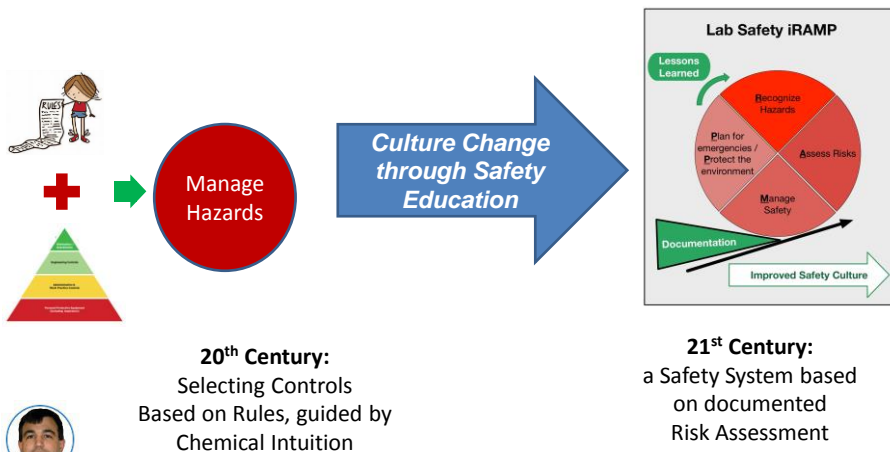 RULES
Manage
Hazards
Culture Change
through Safety
Education
Lab Safety iRAMP
Lessons
Learned
Recognize
Hazards
Plan for
emergencies /
Protect the
environment
Assess Risks
Manage
Safety
Documentation
Improved Safety Culture
20th Century:
Selecting Controls
Based on Rules, guided by
Chemical Intuition
21st Century:
a Safety System based
on documented
Risk Assessment